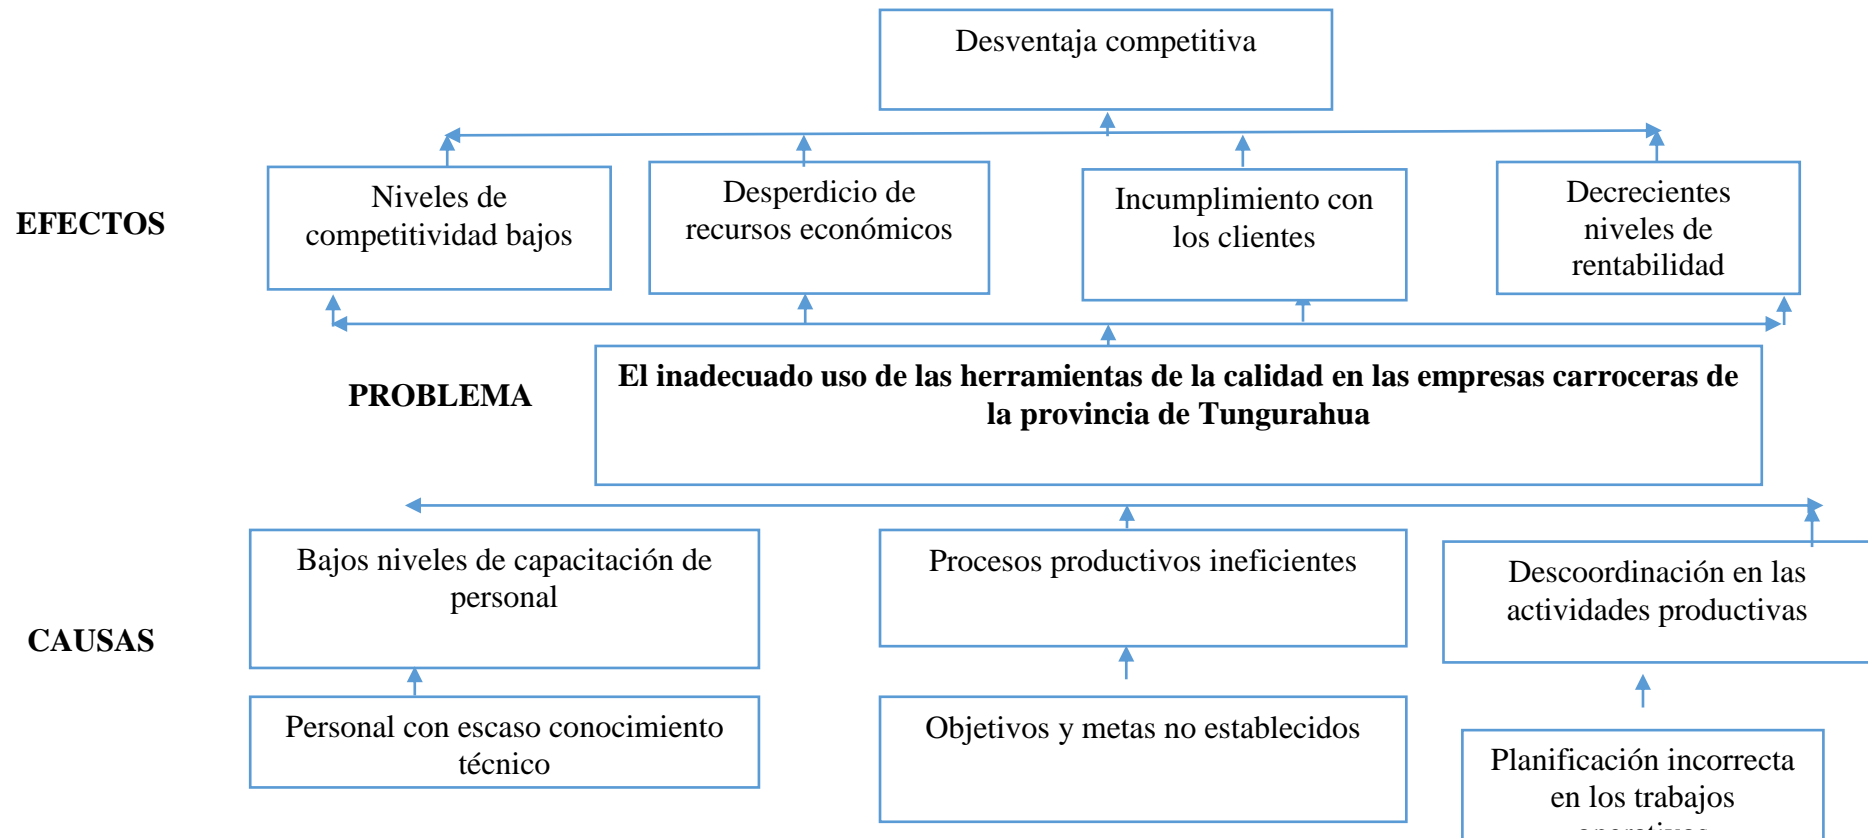 Desventaja competitiva
EFECTOS
Niveles de
competitividad bajos
Desperdicio de
recursos económicos
Incumplimiento con
los clientes
Decrecientes
niveles de
rentabilidad
PROBLEMA
El inadecuado uso de las herramientas de la calidad en las empresas carroceras de
la provincia de Tungurahua
CAUSAS
Bajos niveles de capacitación de
personal
Procesos productivos ineficientes
Descoordinación en las
actividades productivas
Personal con escaso conocimiento
técnico
Objetivos y metas no establecidos
Planificación incorrecta
en los trabajos